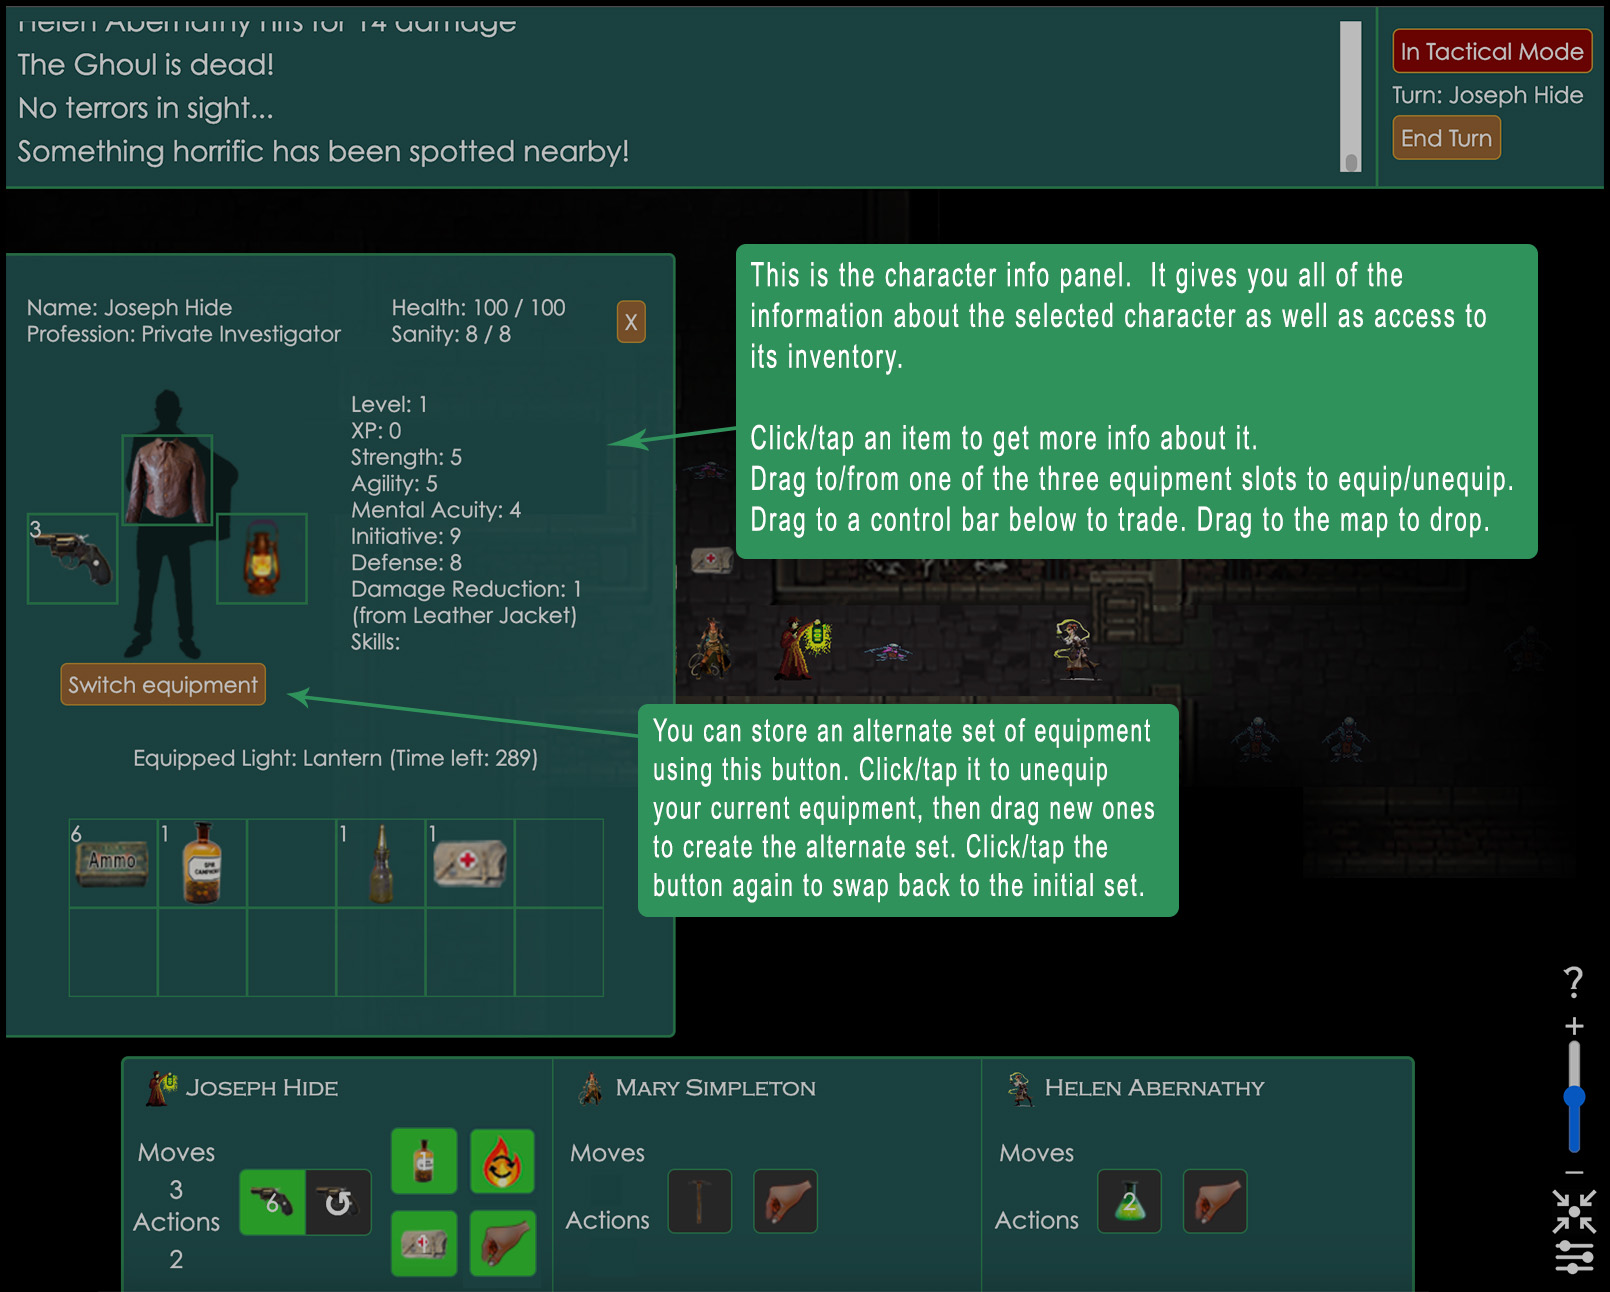 Helen Abernathy hits for 14 damage
The Ghoul is dead!
No terrors in sight...
Something horrific has been spotted nearby!
In Tactical Mode
Turn: Joseph Hide
End Turn
Name: Joseph Hide
Profession: Private Investigator
Health: 100 / 100
Sanity: 8 / 8
X
Level: 1
XP: 0
Strength: 5
Agility: 5
Mental Acuity: 4
Initiative: 9
Defense: 8
Damage Reduction: 1
(from Leather Jacket)
Skills:
3
Switch equipment
Equipped Light: Lantern (Time left: 289)
6
Ammo
1
1
1
This is the character info panel. It gives you all of the
information about the selected character as well as access to
its inventory.
Click/tap an item to get more info about it.
Drag to/from one of the three equipment slots to equip/unequip.
Drag to a control bar below to trade. Drag to the map to drop.
You can store an alternate set of equipment
using this button. Click/tap it to unequip
your current equipment, then drag new ones
to create the alternate set. Click/tap the
button again to swap back to the initial set.
?
+
−
JOSEPH HIDE
Moves
3
Actions
2
6
1
1
MARY SIMPLETON
Moves
Actions
HELEN ABERNATHY
Moves
Actions
2